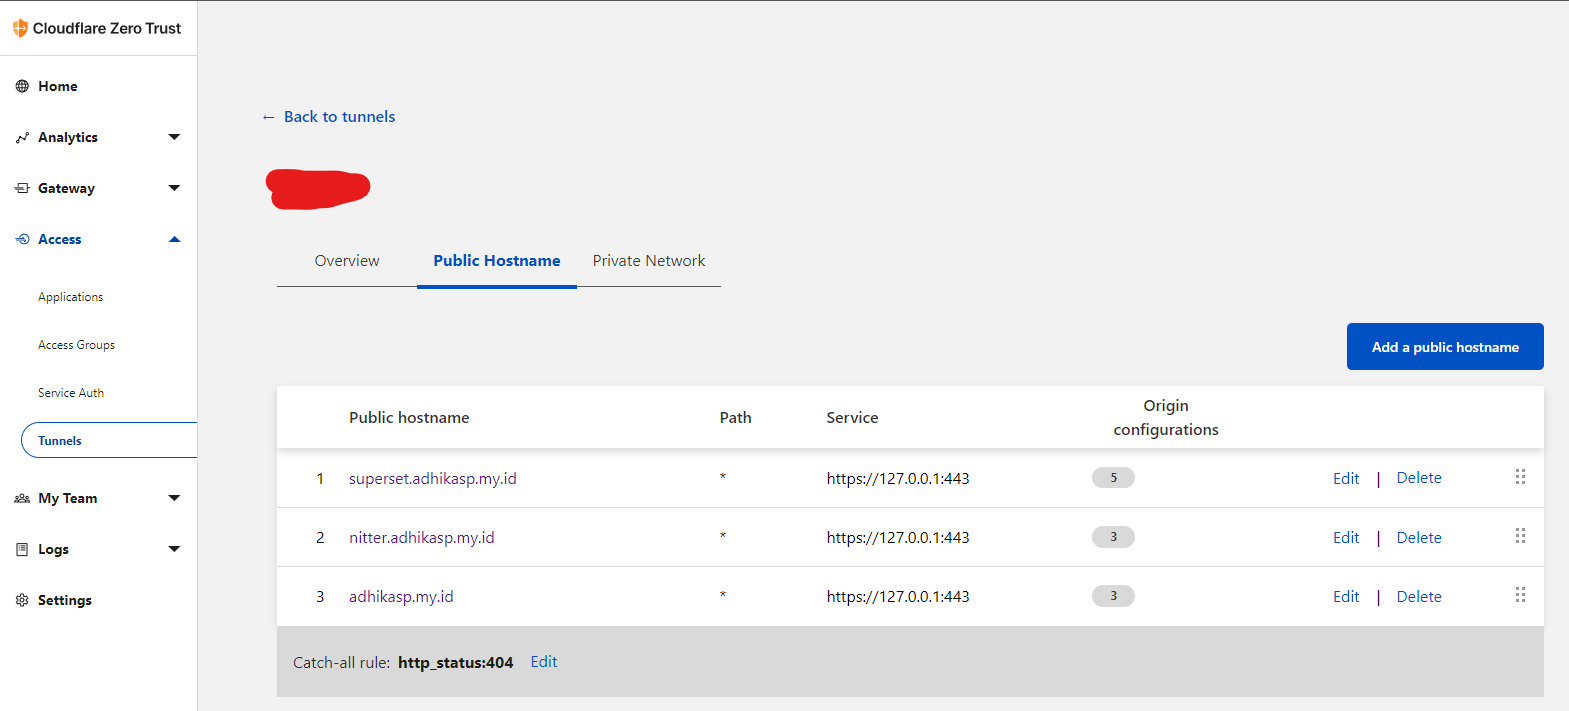 Cloudflare Zero Trust
Home
Analytics
Gateway
Access
Applications
Access Groups
Service Auth
Tunnels
My Team
Logs
Settings
← Back to tunnels
Overview Public Hostname Private Network
Add a public hostname
Public hostname Path Service Origin configurations
1 superset.adhikasp.my.id * https://127.0.0.1:443 5 Edit | Delete
2 nitter.adhikasp.my.id * https://127.0.0.1:443 3 Edit | Delete
3 adhikasp.my.id * https://127.0.0.1:443 3 Edit | Delete
Catch-all rule: http_status:404 Edit